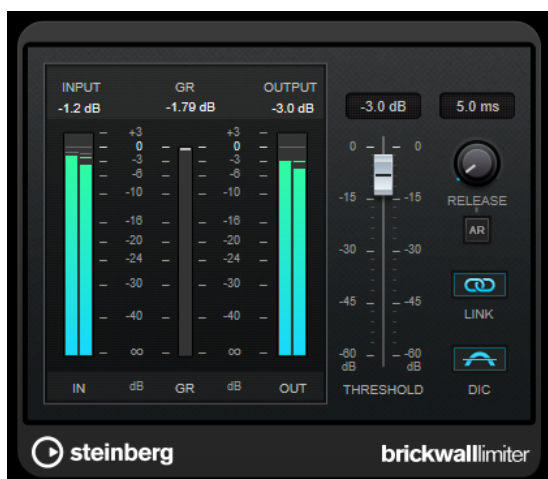 INPUT GR OUTPUT
-1.2 dB -1.79 dB -3.0 dB -3.0 dB 5.0 ms
+3 +3
0 0 0 0
-3 -3
-6 -6
-10 -10
-15 -15 RELEASE
-16 -16
AR
-20 -20
-24 -24 -30 -30
-30 -30
-45 -45
-40 -40 LINK
∞ ∞ -60 -60
dB dB
IN dB GR dB OUT THRESHOLD DIC
steinberg brickwalllimiter